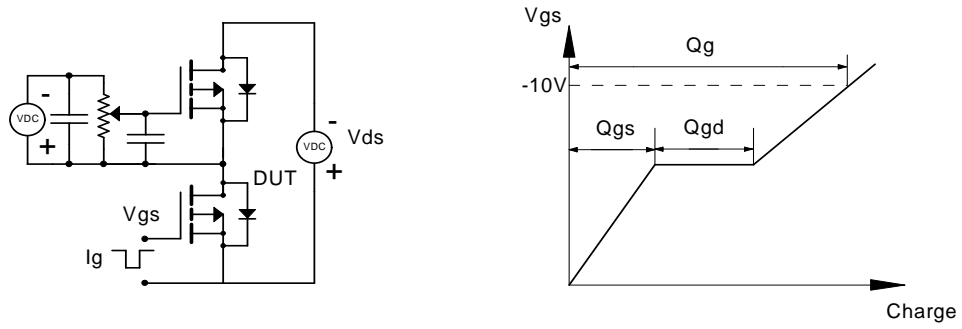 -
VDC
+
-
VDC
+
Vds
DUT
Vgs
Ig
Vgs
Qg
-10V
Qgs
Qgd
Charge